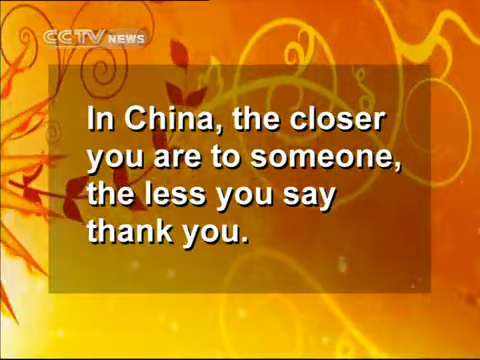 CCTV NEWS
In China, the closer
you are to someone,
the less you say
thank you.